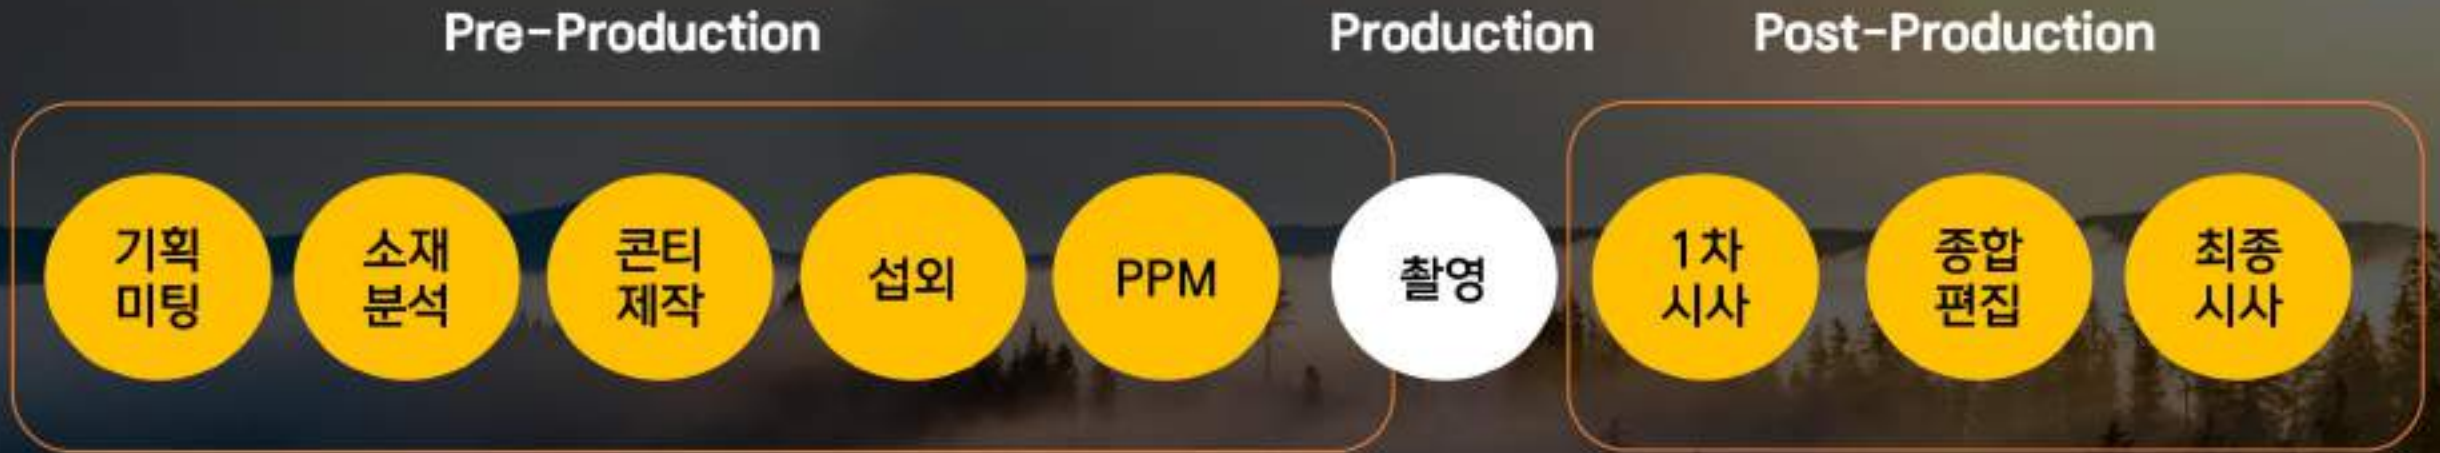 Pre-Production
Production
Post-Production
기획
미팅
소재
분석
콘티
제작
섭외
PPM
촬영
1차
시사
종합
편집
최종
시사